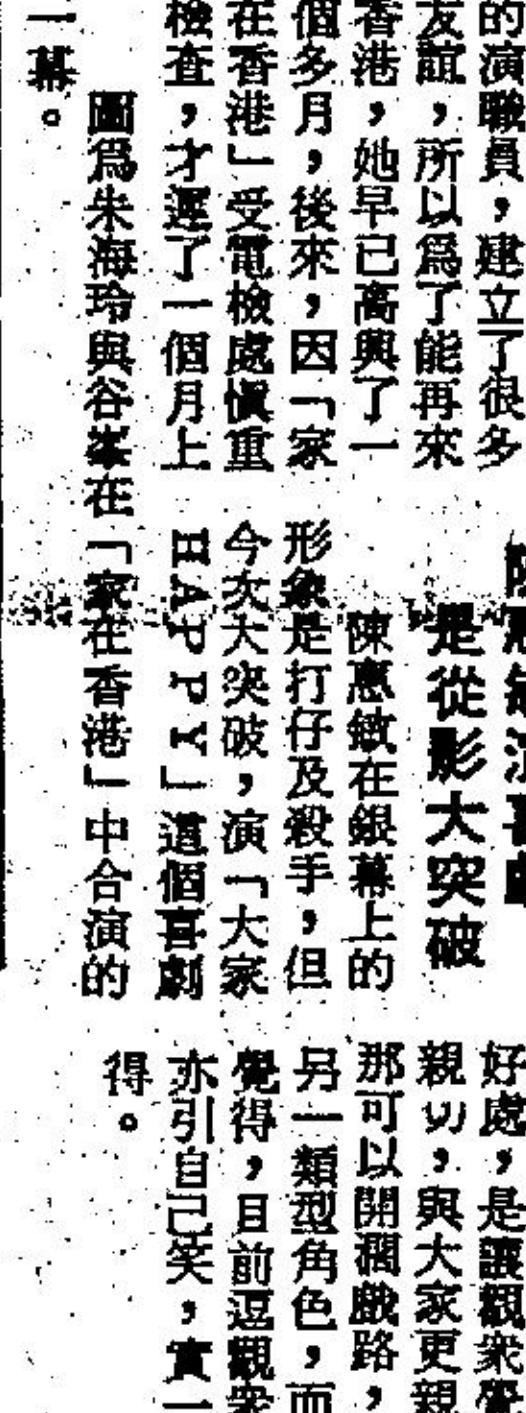 的演聯員，建立了很多
友誼，所以爲了能再來
香港，她早已高興了一
個多月，後來，因「家
在香港」受電檢處慎重
檢查，才遲了一個月上
圖爲朱海玲與谷峯在「家在香港」中合演的
一幕。
是從影大突破
陳惠敏在銀幕上的
形象是打仔及殺手，但
今次大突破，演「大家
HAPPY」這個喜劇
好處，是讓觀衆覺
親切，與大家更親
那可以開濶戲路，
另一類型角色，而
覺得，目前逗觀衆
亦引自己笑，實一
得。